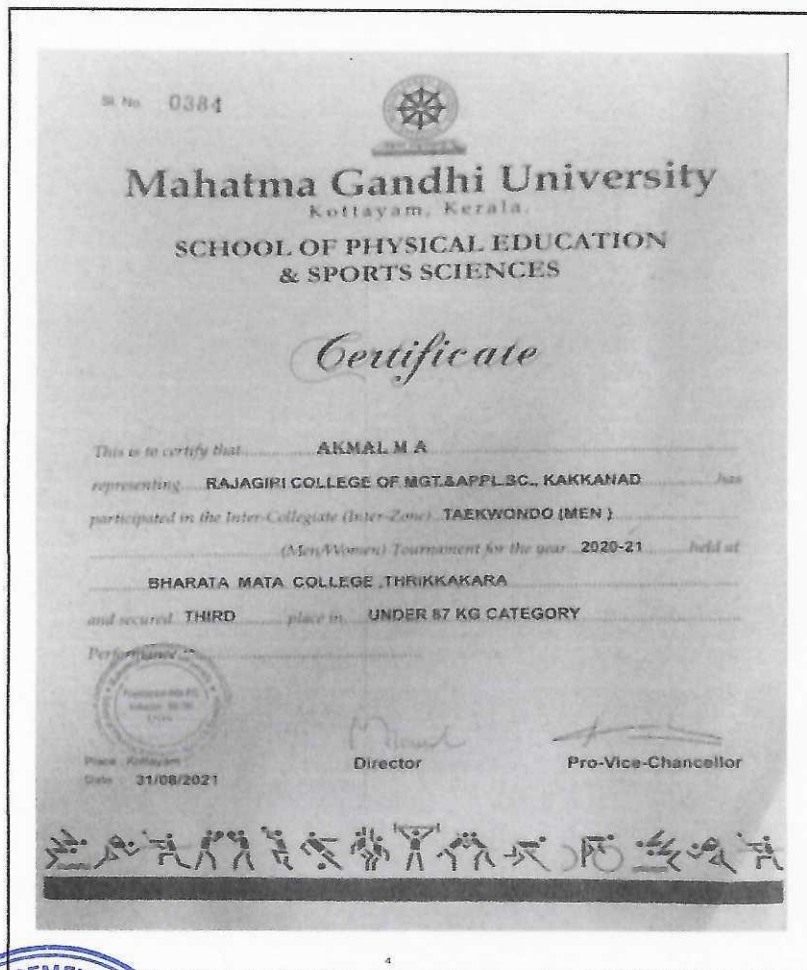 Sl. No. 0384
Mahatma Gandhi University
Kottayam, Kerala.
SCHOOL OF PHYSICAL EDUCATION
& SPORTS SCIENCES
Certificate
This is to certify that AKMAL M A
representing RAJAGIRI COLLEGE OF MGT.&APPL.SC., KAKKANAD has
participated in the Inter-Collegiate (Inter-Zone) TAEKWONDO (MEN )
(Men/Women) Tournament for the year 2020-21 held at
BHARATA MATA COLLEGE ,THRIKKAKARA
and secured THIRD place in UNDER 87 KG CATEGORY
Performance
Director
Pro-Vice-Chancellor
Place : Kottayam
Date : 31/08/2021
4